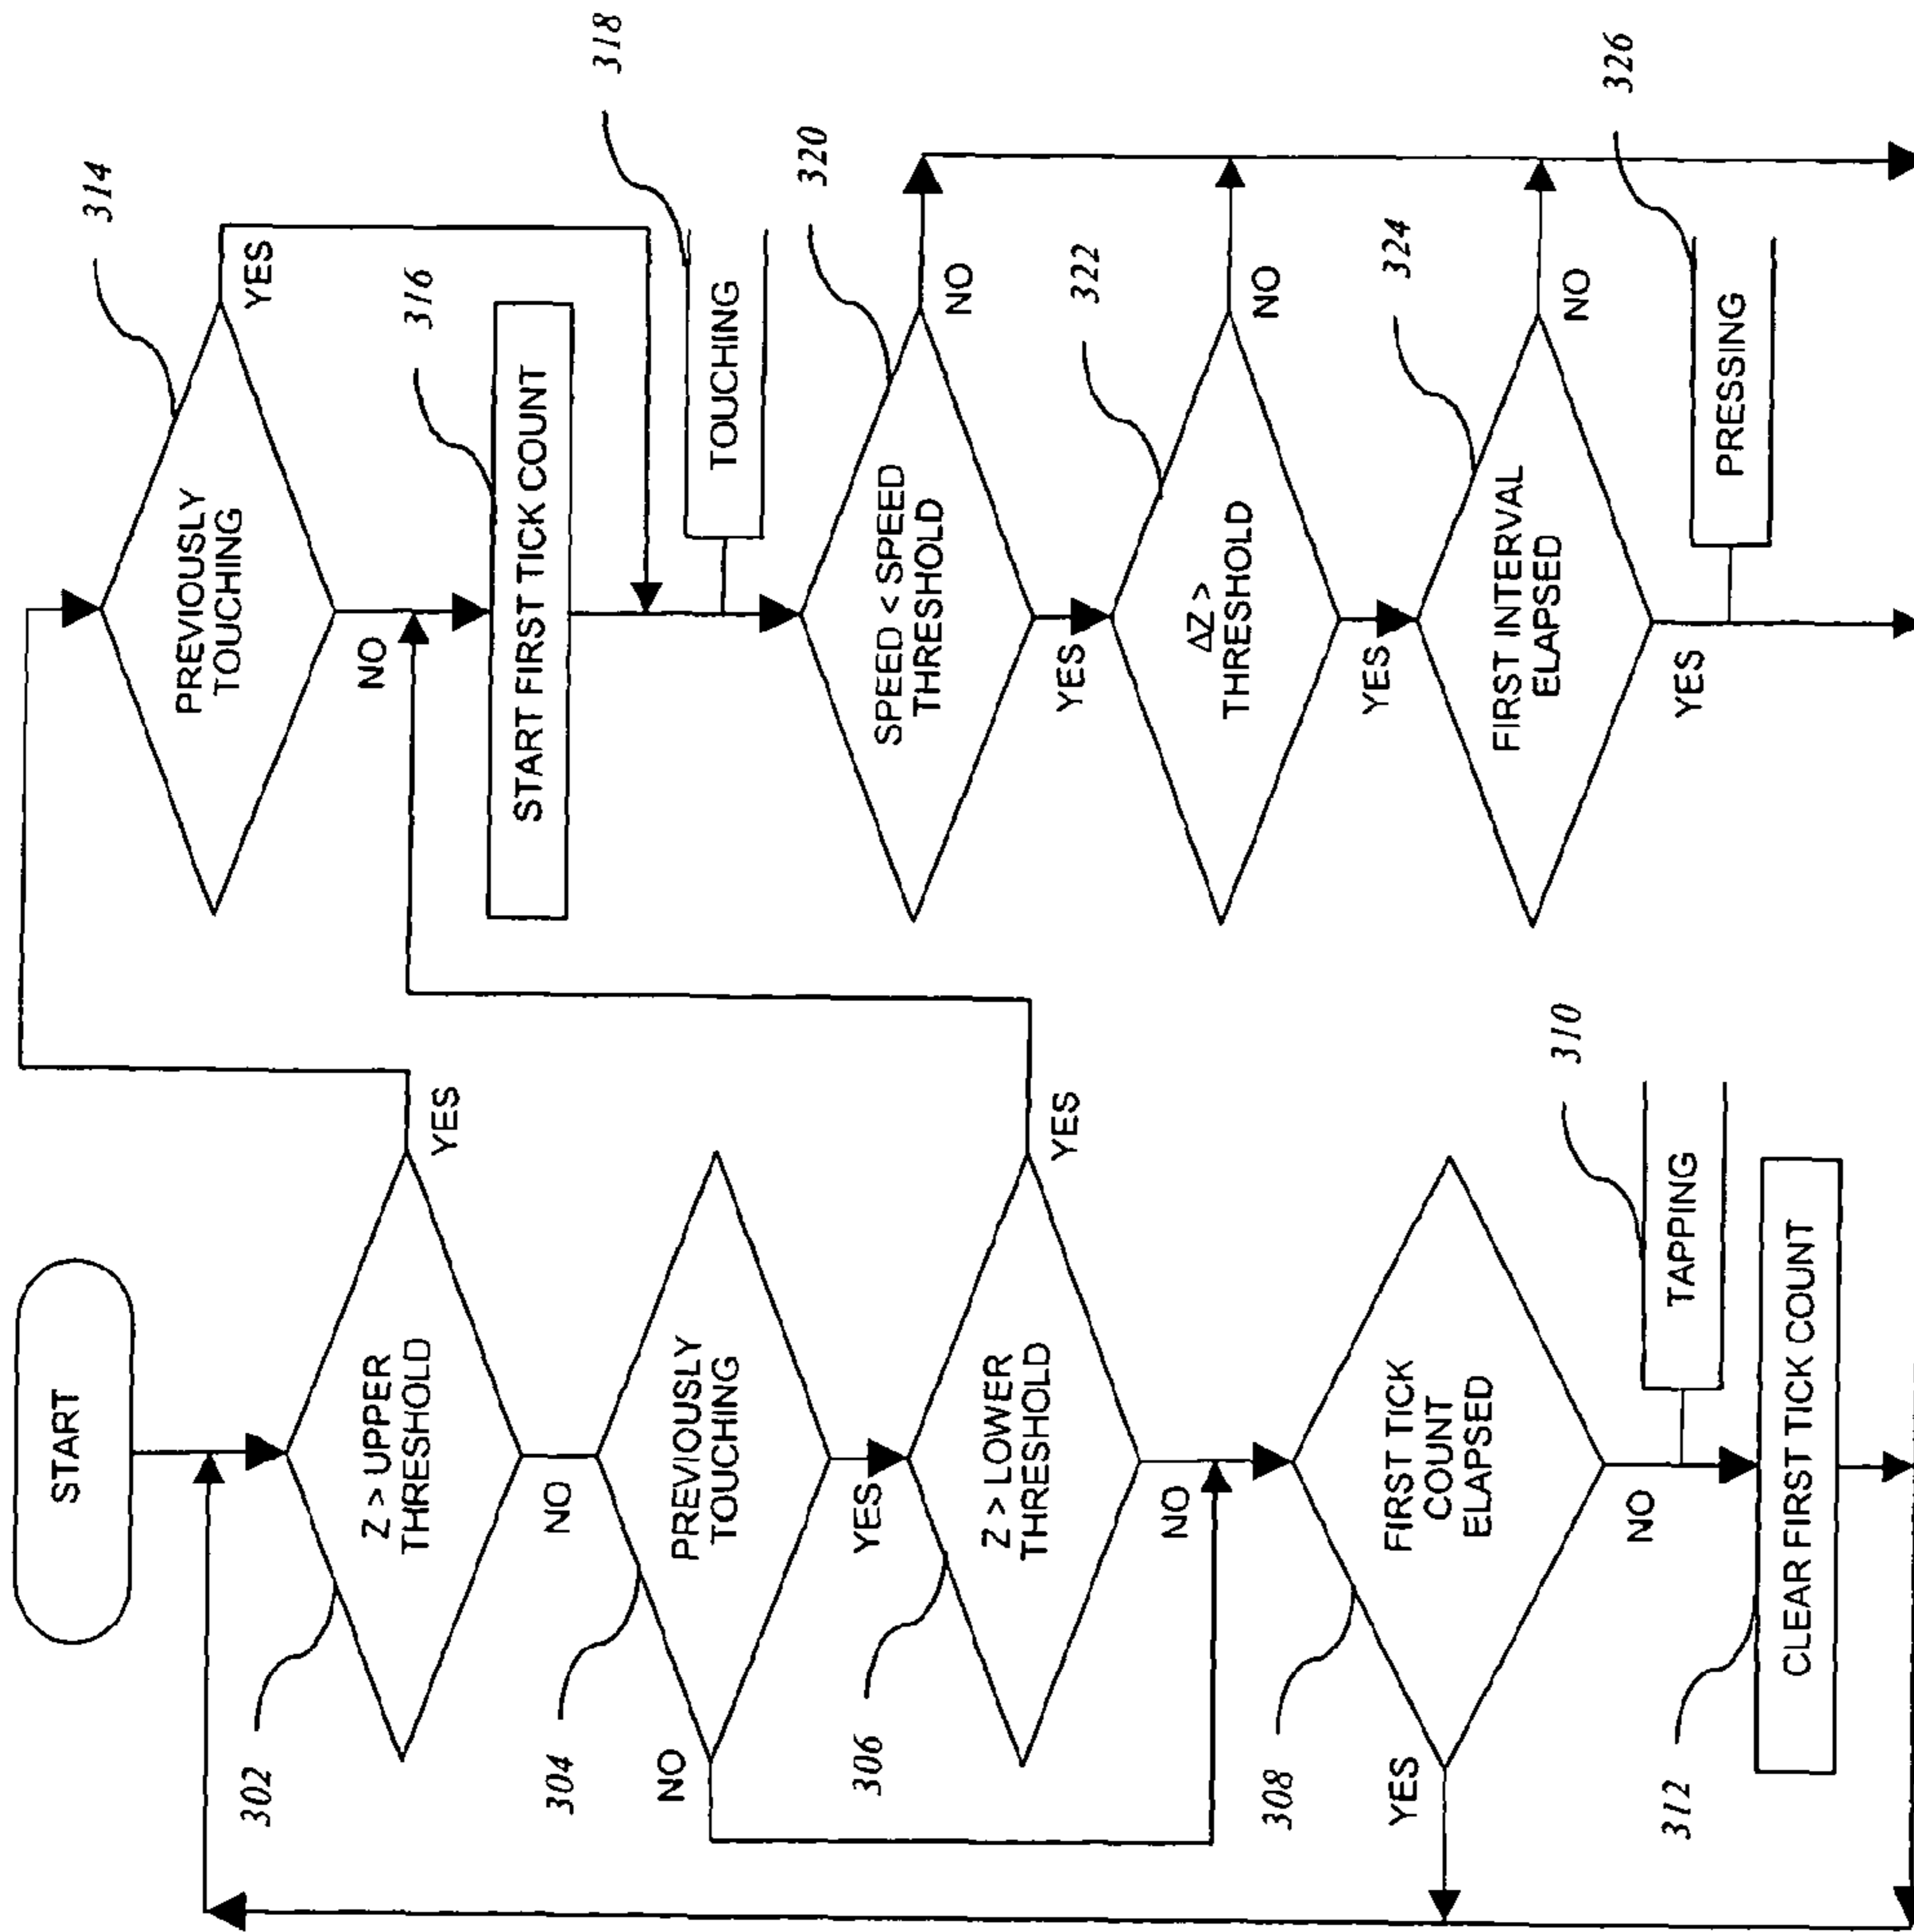 START
Z > UPPER
THRESHOLD
302
YES
NO
PREVIOUSLY
TOUCHING
304
NO
YES
Z > LOWER
THRESHOLD
306
YES
NO
FIRST TICK
COUNT
ELAPSED
308
YES
NO
TAPPING
310
CLEAR FIRST TICK COUNT
312
PREVIOUSLY
TOUCHING
314
YES
NO
START FIRST TICK COUNT
316
TOUCHING
318
SPEED < SPEED
THRESHOLD
320
NO
YES
ΔZ >
THRESHOLD
322
NO
YES
FIRST INTERVAL
ELAPSED
324
NO
YES
PRESSING
326